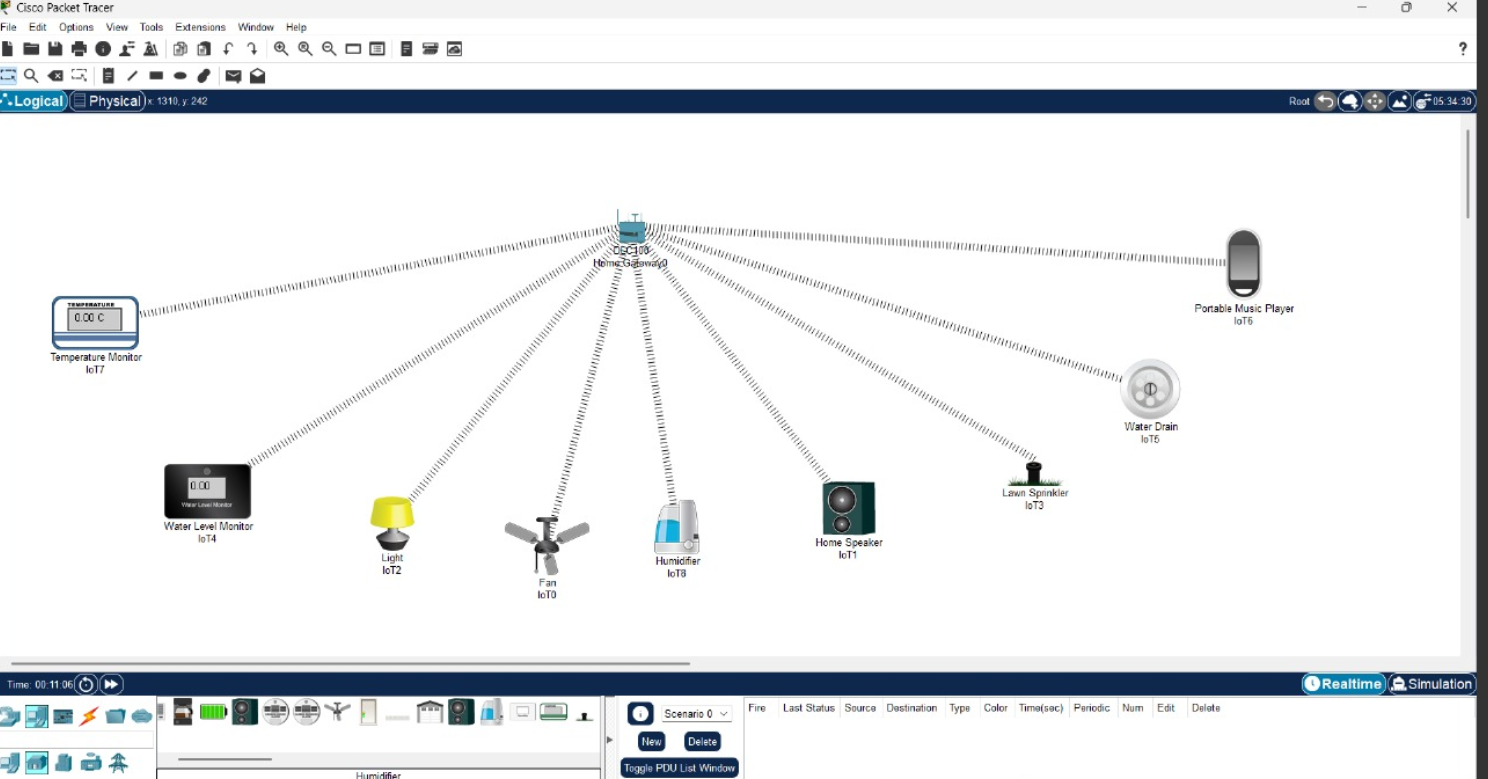 Cisco Packet Tracer
File Edit Options View Tools Extensions Window Help
?
Logical Physical x: 1310, y: 242 Root 05:34:30
DLC100
Home Gateway0
Portable Music Player
IoT6
TEMPERATURE
0.00 C
Temperature Monitor
IoT7
Water Drain
IoT5
0.00
Water Level Monitor
Water Level Monitor
IoT4
Lawn Sprinkler
IoT3
Light
IoT2
Fan
IoT0
Humidifier
IoT8
Home Speaker
IoT1
Time: 00:11:06 Realtime Simulation
Scenario 0 Fire Last Status Source Destination Type Color Time(sec) Periodic Num Edit Delete
New Delete
Toggle PDU List Window
Humidifier